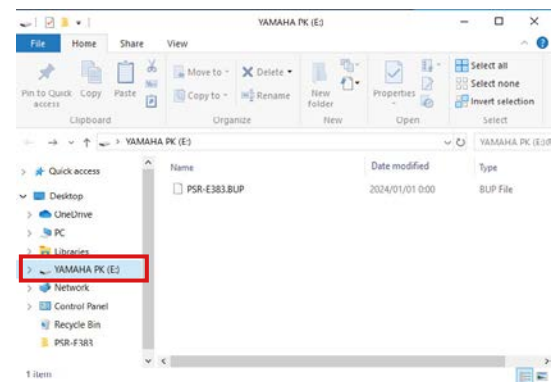 YAMAHA PK (E:)
File Home Share View
Pin to Quick access
Copy
Paste
Clipboard
Move to
Copy to
Delete
Rename
Organize
New folder
New
Properties
Open
Select all
Select none
Invert selection
Select
YAMAHA PK (E:)
YAMAHA PK (E:)
Quick access
Desktop
OneDrive
PC
Libraries
YAMAHA PK (E:)
Network
Control Panel
Recycle Bin
PSR-E383
Name Date modified Type
PSR-E383.BUP 2024/01/01 0:00 BUP File
1 item